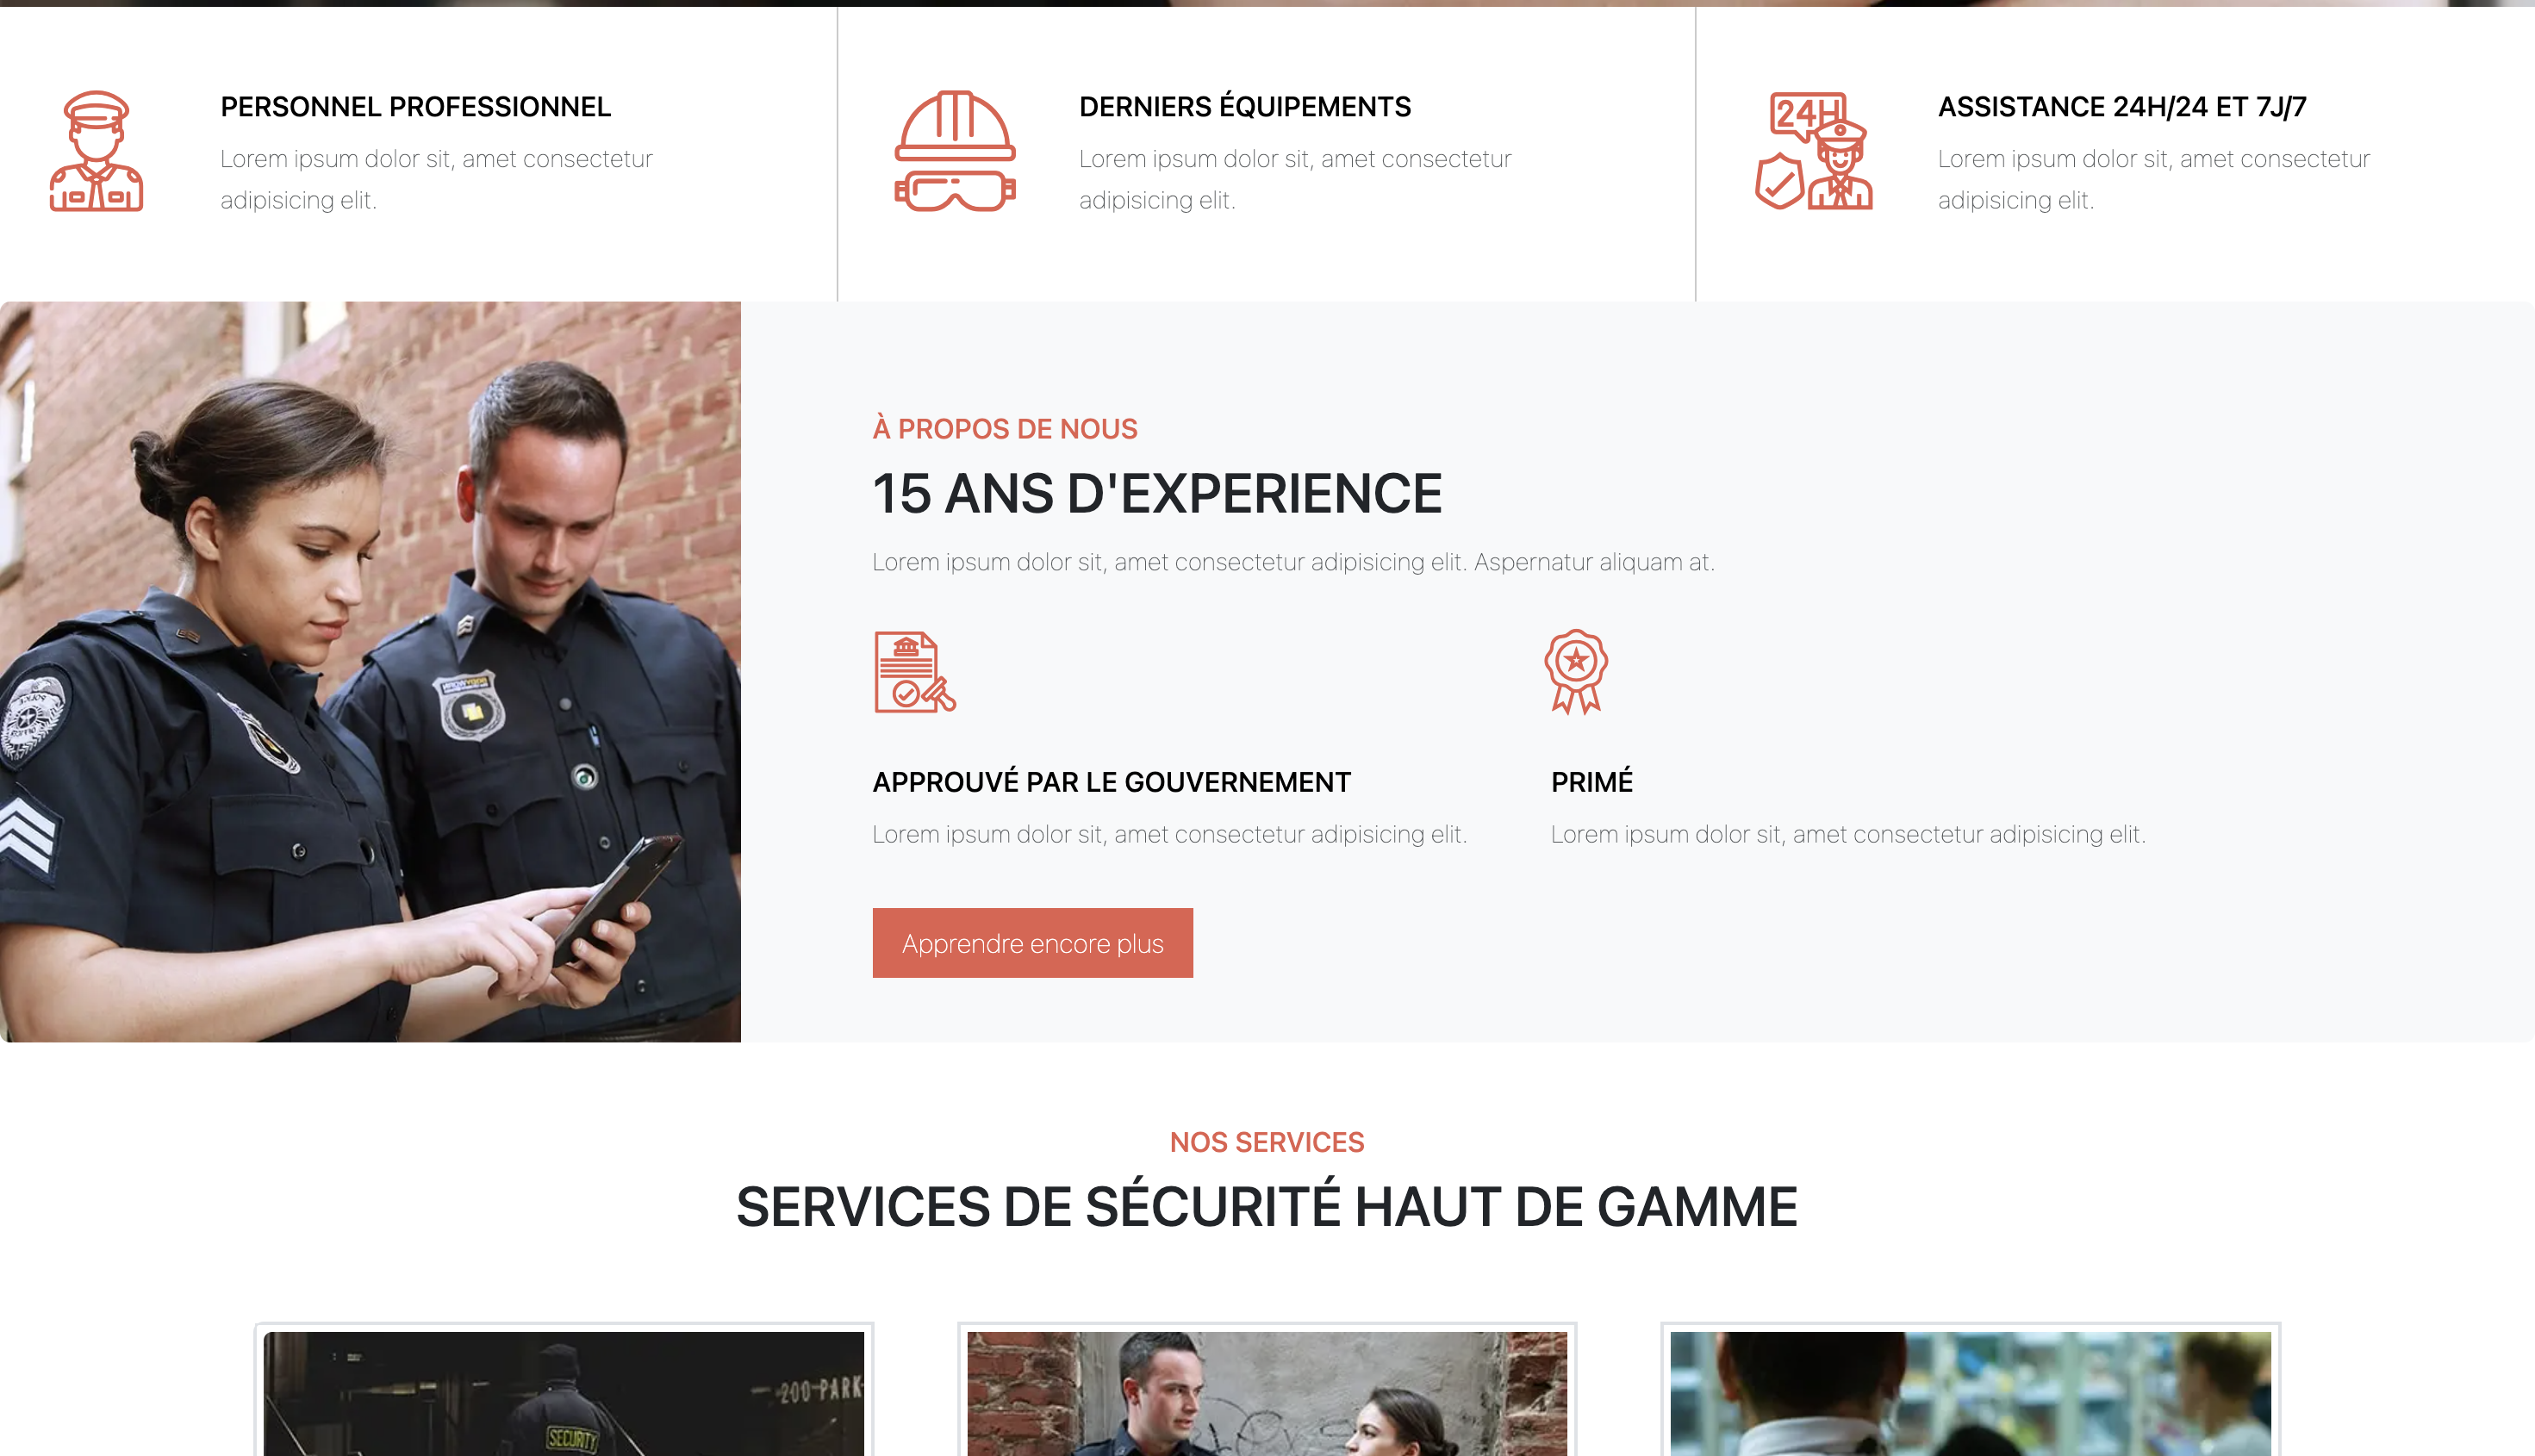 PERSONNEL PROFESSIONNEL
Lorem ipsum dolor sit, amet consectetur
adipisicing elit.
DERNIERS ÉQUIPEMENTS
Lorem ipsum dolor sit, amet consectetur
adipisicing elit.
24H
ASSISTANCE 24H/24 ET 7J/7
Lorem ipsum dolor sit, amet consectetur
adipisicing elit.
À PROPOS DE NOUS
15 ANS D'EXPERIENCE
Lorem ipsum dolor sit, amet consectetur adipisicing elit. Aspernatur aliquam at.
APPROUVÉ PAR LE GOUVERNEMENT
Lorem ipsum dolor sit, amet consectetur adipisicing elit.
PRIMÉ
Lorem ipsum dolor sit, amet consectetur adipisicing elit.
Apprendre encore plus
NOS SERVICES
SERVICES DE SÉCURITÉ HAUT DE GAMME
200 PARK
SECURITY